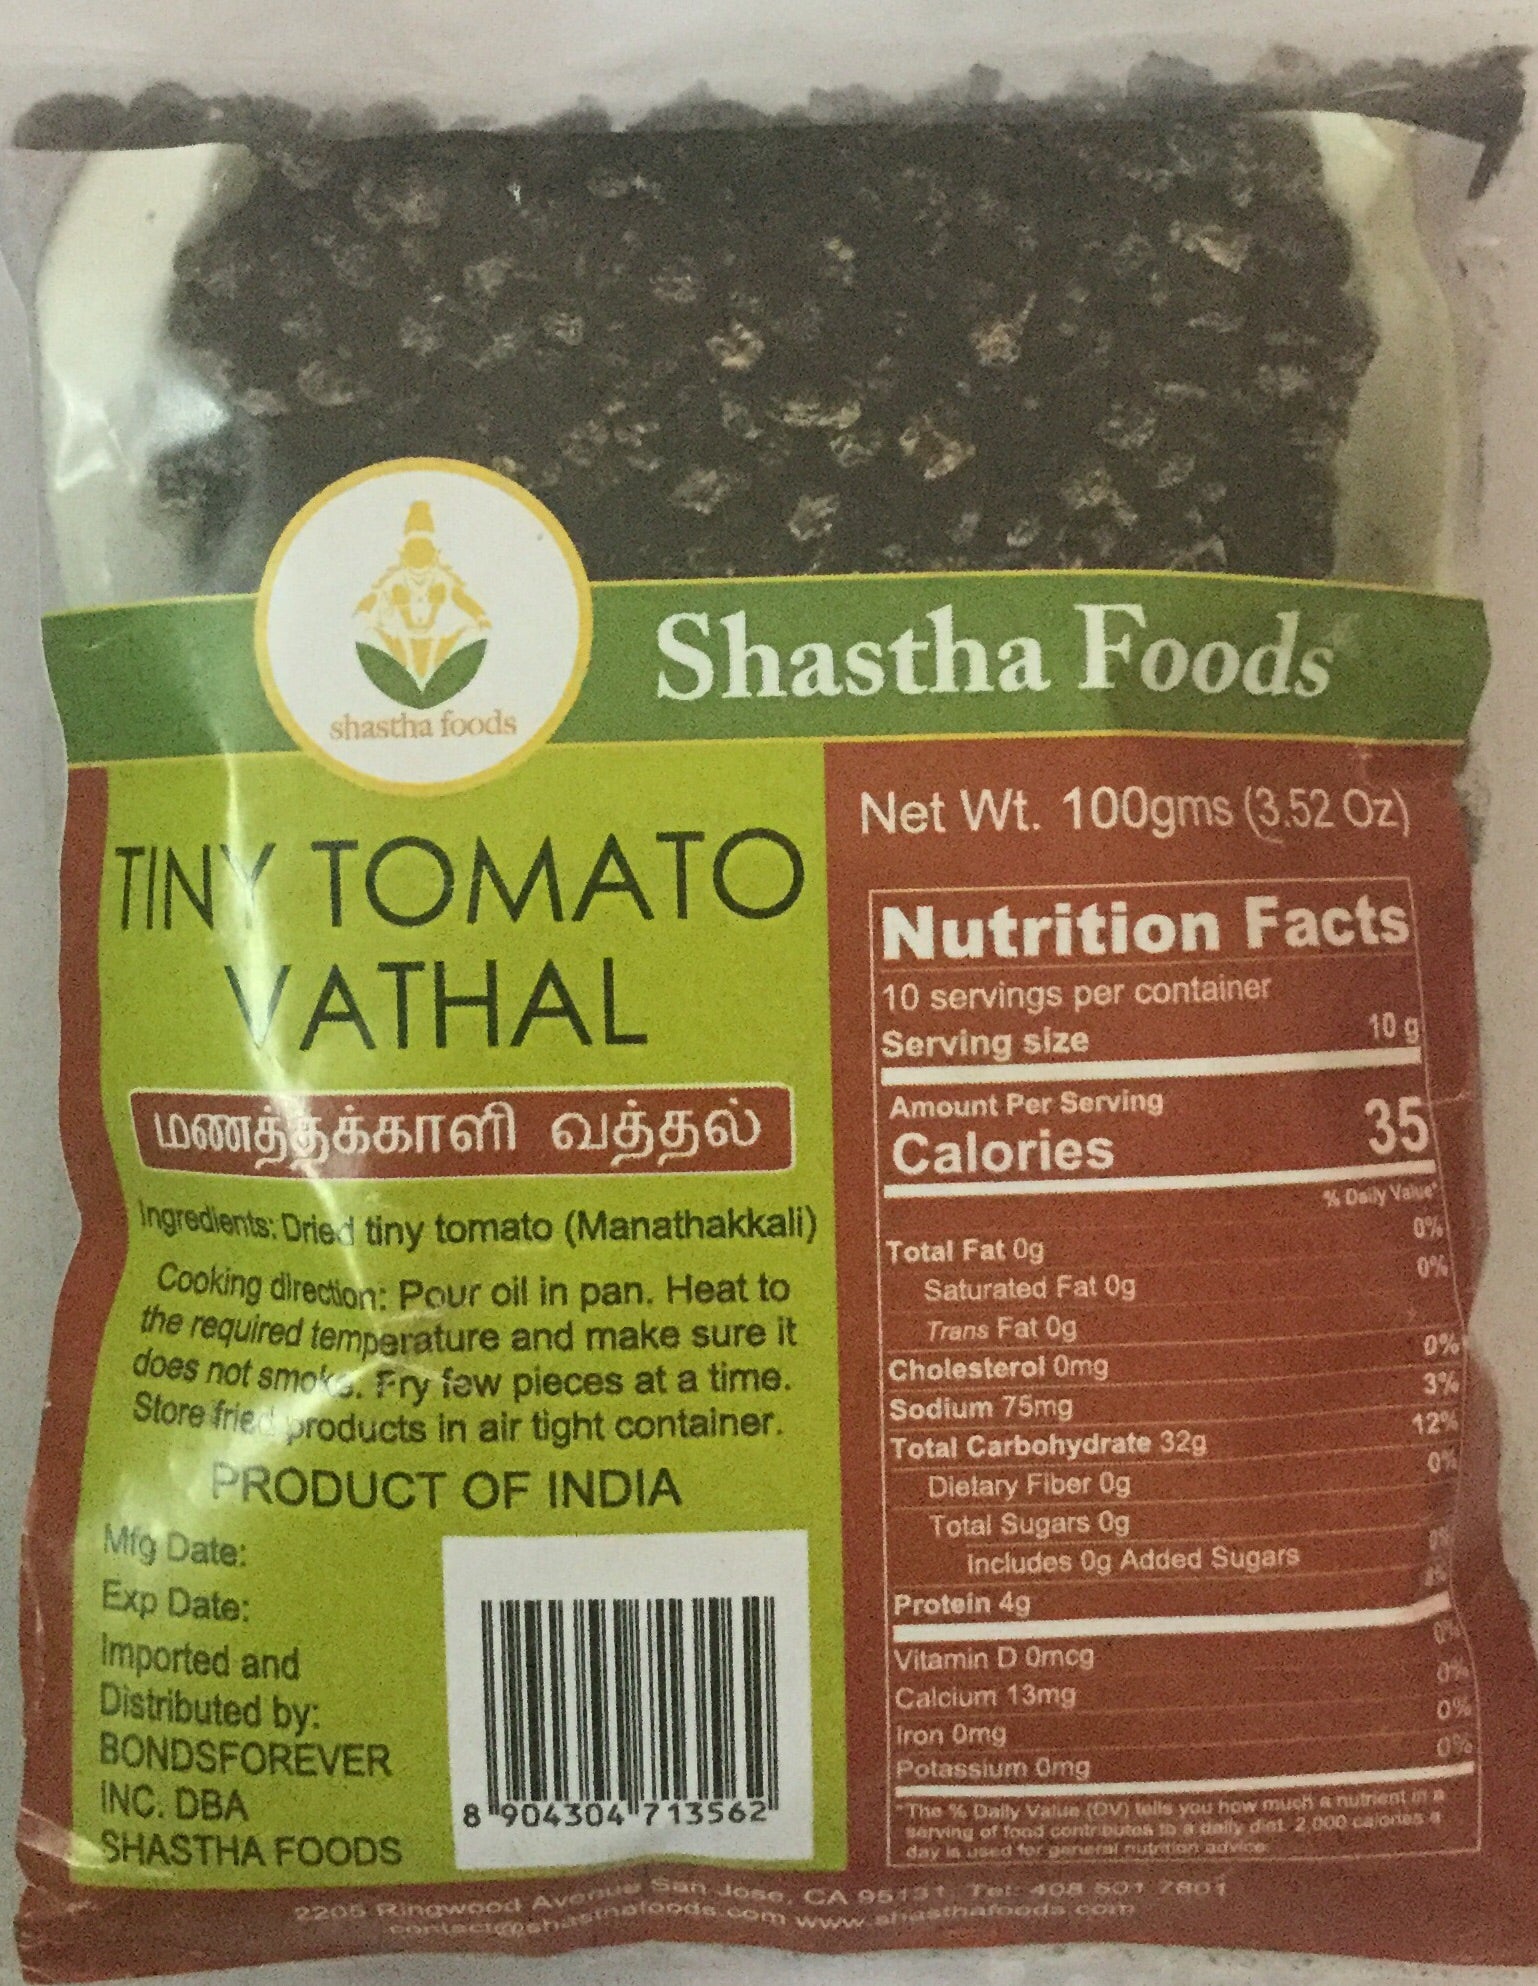 shastha foods
Shastha Foods
TINY TOMATO
VATHAL
மணத்தக்காளி வத்தல்
Ingredients: Dried tiny tomato (Manathakkali)
Cooking direction: Pour oil in pan. Heat to
the required temperature and make sure it
does not smoke. Fry few pieces at a time.
Store fried products in air tight container.
PRODUCT OF INDIA
Mfg Date:
Exp Date:
Imported and
Distributed by:
BONDSFOREVER
INC. DBA
SHASTHA FOODS
8 904304 713562
Net Wt. 100gms (3.52 Oz)
Nutrition Facts
10 servings per container
Serving size 10 g
Amount Per Serving
Calories 35
% Daily Value*
Total Fat 0g 0%
Saturated Fat 0g 0%
Trans Fat 0g
Cholesterol 0mg 0%
Sodium 75mg 3%
Total Carbohydrate 32g 12%
Dietary Fiber 0g 0%
Total Sugars 0g
Includes 0g Added Sugars 0%
Protein 4g
Vitamin D 0mcg 0%
Calcium 13mg 0%
Iron 0mg 0%
Potassium 0mg 0%
*The % Daily Value (DV) tells you how much a nutrient in a
serving of food contributes to a daily diet. 2,000 calories a
day is used for general nutrition advice.
2205 Ringwood Avenue San Jose, CA 95131. Tel: 408 501 7801
contact@shasthafoods.com www.shasthafoods.com